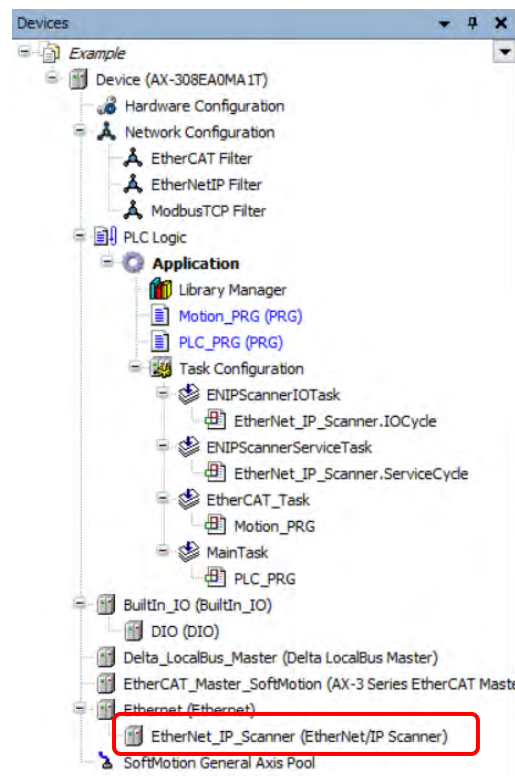 Devices
Example
Device (AX-308EA0MA1T)
Hardware Configuration
Network Configuration
EtherCAT Filter
EtherNetIP Filter
ModbusTCP Filter
PLC Logic
Application
Library Manager
Motion_PRG (PRG)
PLC_PRG (PRG)
Task Configuration
ENIPScannerIOTask
EtherNet_IP_Scanner.IOCycle
ENIPScannerServiceTask
EtherNet_IP_Scanner.ServiceCycle
EtherCAT_Task
Motion_PRG
MainTask
PLC_PRG
BuiltIn_IO (BuiltIn_IO)
DIO (DIO)
Delta_LocalBus_Master (Delta LocalBus Master)
EtherCAT_Master_SoftMotion (AX-3 Series EtherCAT Maste
Ethernet (Ethernet)
EtherNet_IP_Scanner (EtherNet/IP Scanner)
SoftMotion General Axis Pool